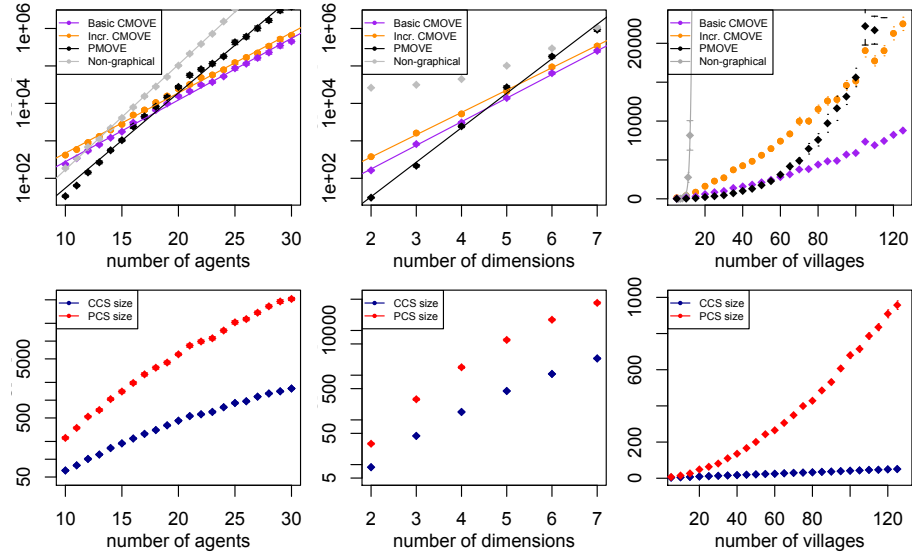 1e+06
1e+04
1e+02
Basic CMOVE
Incr. CMOVE
PMOVE
Non-graphical
10 15 20 25 30
number of agents
1e+06
1e+04
1e+02
Basic CMOVE
Incr. CMOVE
PMOVE
Non-graphical
2 3 4 5 6 7
number of dimensions
20000
10000
0
Basic CMOVE
Incr. CMOVE
PMOVE
Non-graphical
20 40 60 80 120
number of villages
5000
500
50
CCS size
PCS size
10 15 20 25 30
number of agents
10000
500
50
5
CCS size
PCS size
2 3 4 5 6 7
number of dimensions
1000
600
400
200
0
CCS size
PCS size
20 40 60 80 120
number of villages